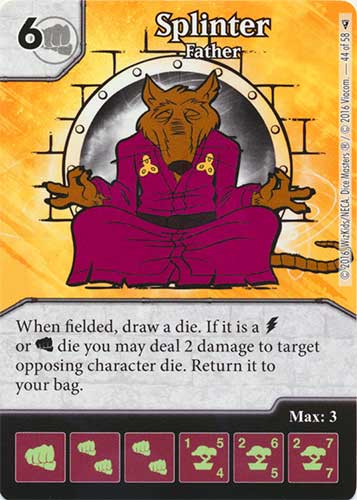 6
Splinter
Father
When fielded, draw a die. If it is a
or die you may deal 2 damage to target
opposing character die. Return it to
your bag.
Max: 3
1 5 4
2 6 5
2 7 7
©2016 WizKids/NECA. Dice Masters ® / © 2016 Viacom. — 44 of 58